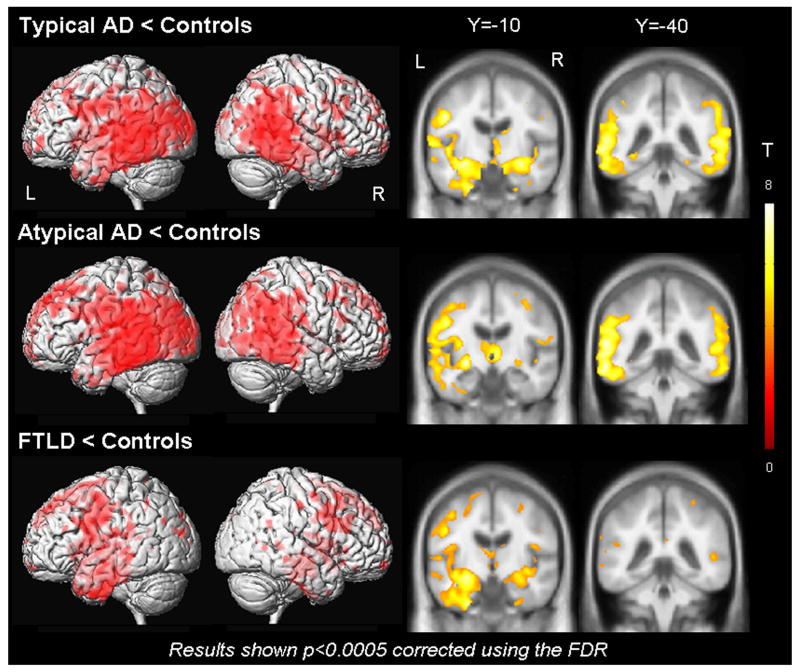 Typical AD < Controls
Y=-10
Y=-40
L
R
L
R
T
8
0
Atypical AD < Controls
FTLD < Controls
Results shown p<0.0005 corrected using the FDR